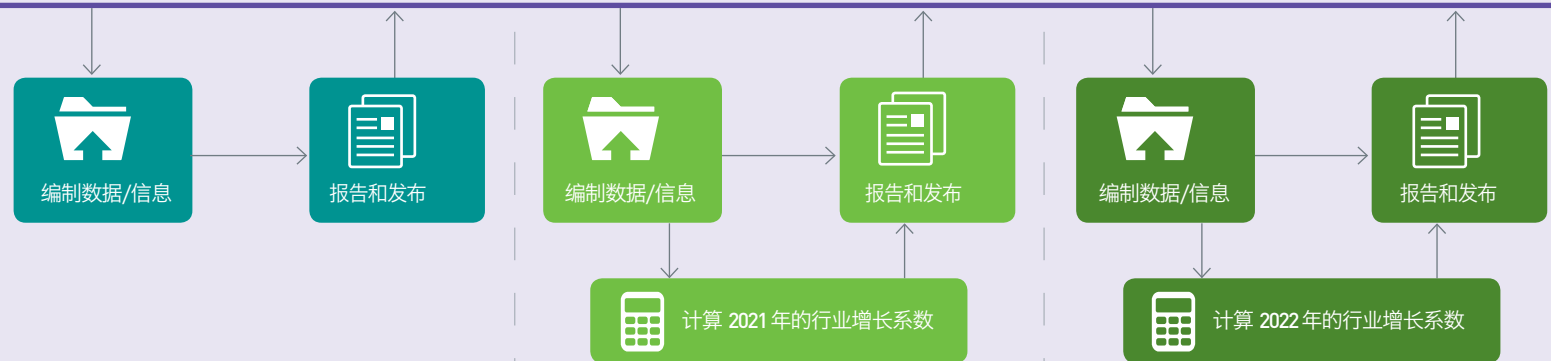 编制数据/信息
报告和发布
编制数据/信息
报告和发布
编制数据/信息
报告和发布
计算 2021 年的行业增长系数
计算 2022 年的行业增长系数